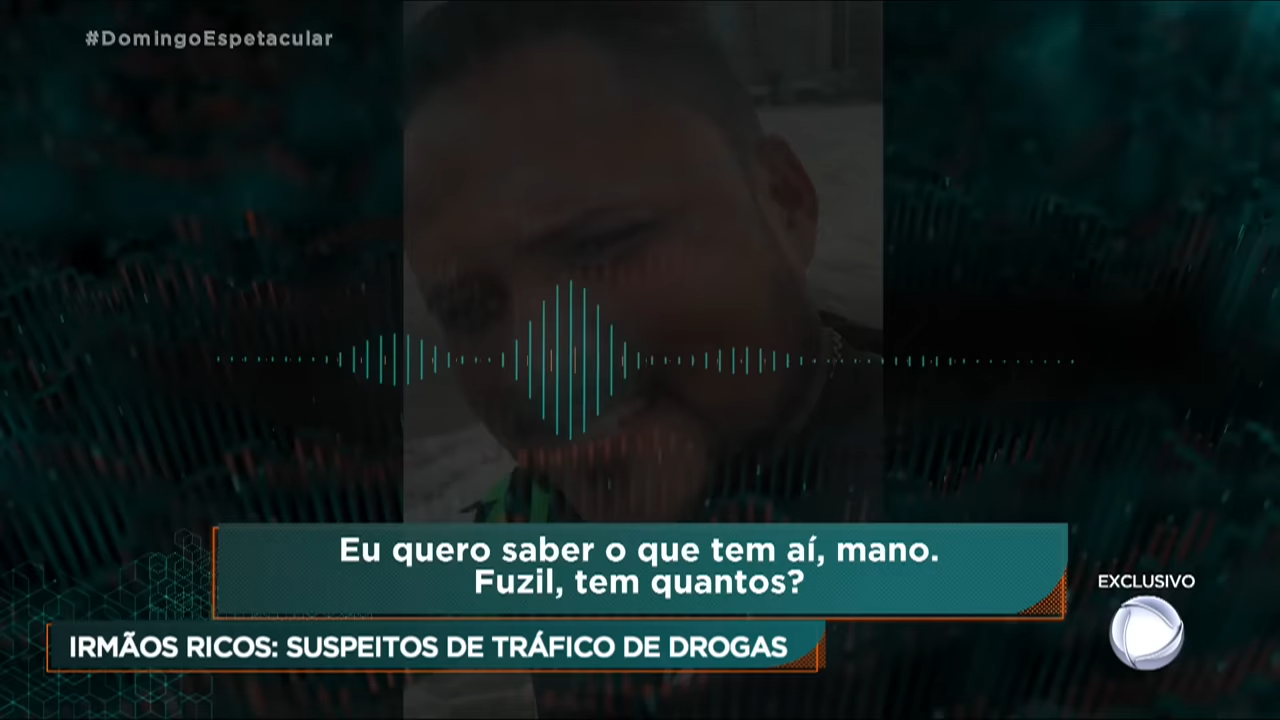 #DomingoEspetacular
Eu quero saber o que tem aí, mano.
Fuzil, tem quantos?
EXCLUSIVO
IRMÃOS RICOS: SUSPEITOS DE TRÁFICO DE DROGAS